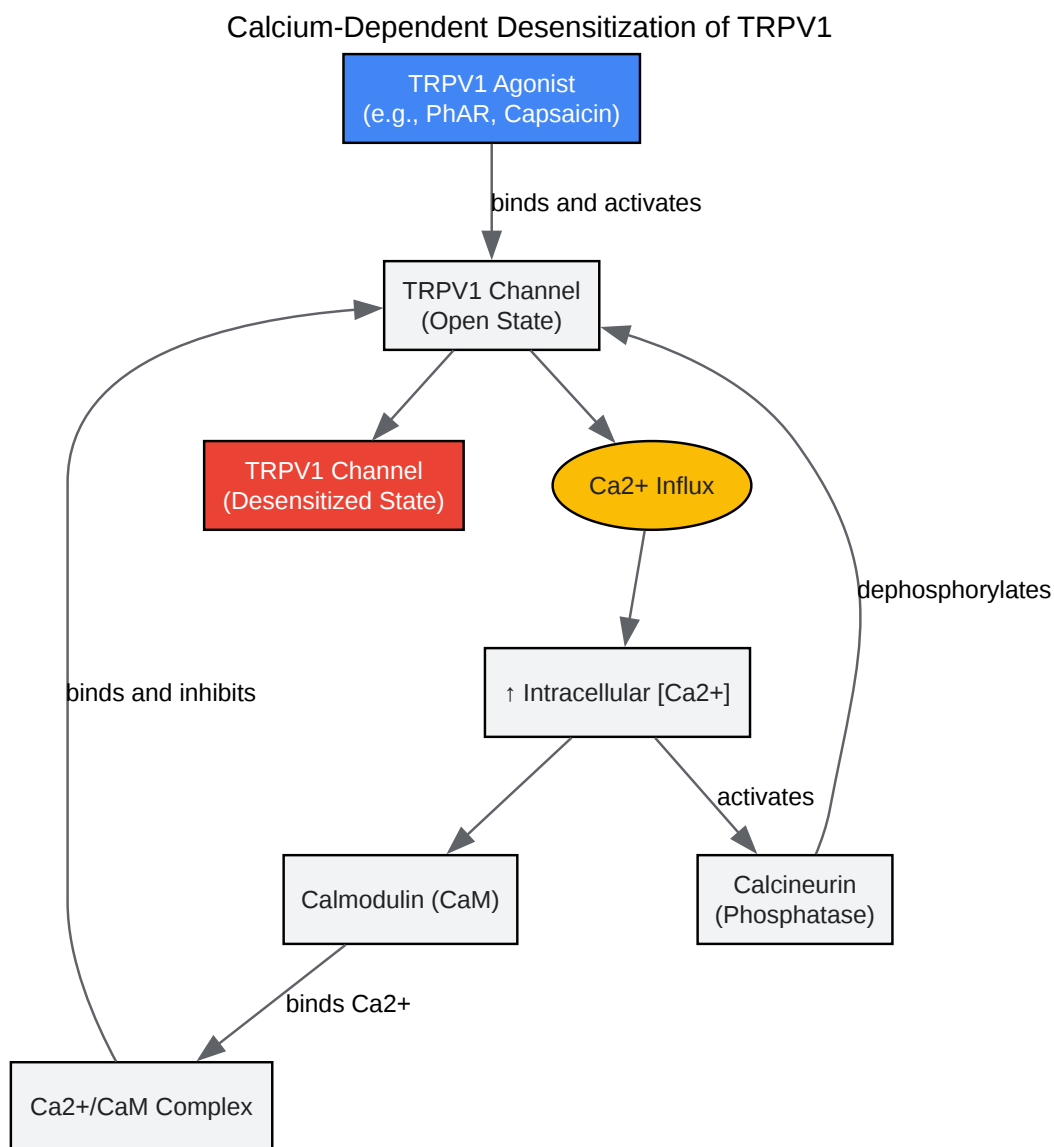 Calcium-Dependent Desensitization of TRPV1
TRPV1 Agonist
(e.g., PhAR, Capsaicin)
binds and activates
TRPV1 Channel
(Open State)
TRPV1 Channel
(Desensitized State)
Ca2+ Influx
dephosphorylates
binds and inhibits
↑ Intracellular [Ca2+]
activates
Calmodulin (CaM)
Calcineurin
(Phosphatase)
binds Ca2+
Ca2+/CaM Complex